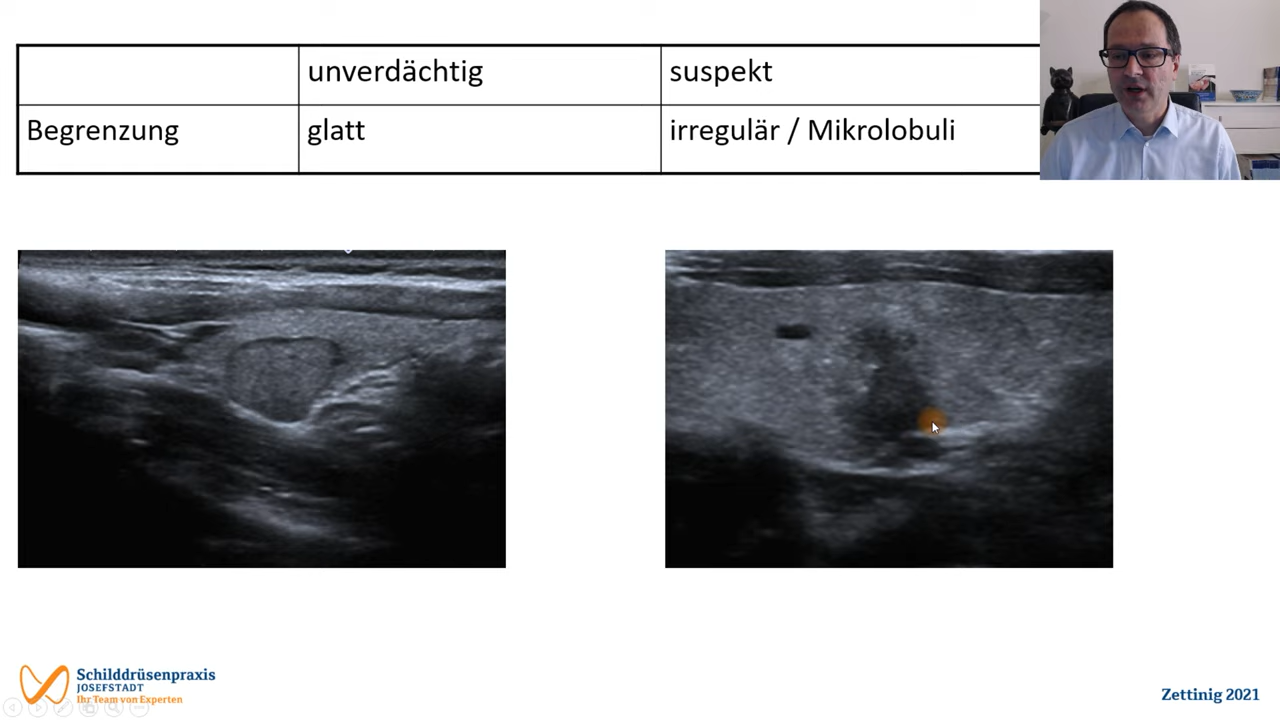 unverdächtig suspekt
Begrenzung glatt irregulär / Mikrolobuli
Schilddrüsenpraxis
JOSEFSTADT
Ihr Team von Experten
Zettinig 2021